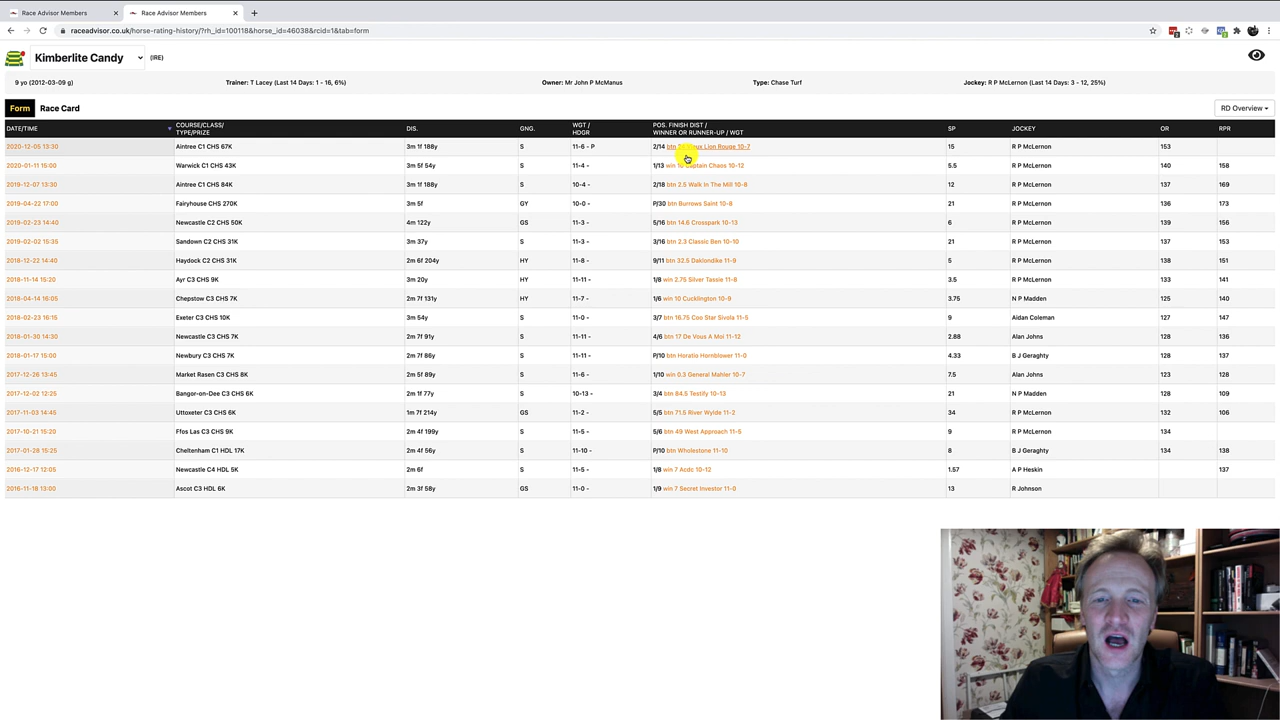 Race Advisor Members
Race Advisor Members
raceadvisor.co.uk/horse-rating-history/?rh_id=100118&horse_id=46038&rcid=1&tab=form
Kimberlite Candy (IRE)
9 yo (2012-03-09 g) Trainer: T Lacey (Last 14 Days: 1 - 16, 6%) Owner: Mr John P McManus Type: Chase Turf Jockey: R P McLernon (Last 14 Days: 3 - 12, 25%)
Form Race Card RD Overview
DATE/TIME COURSE/CLASS/ TYPE/PRIZE DIS. GNG. WGT / HDGR POS. FINISH DIST / WINNER OR RUNNER-UP / WGT SP JOCKEY OR RPR
2020-12-05 13:30 Aintree C1 CHS 67K 3m 1f 188y S 11-6 - P 2/14 btn Lion Rouge 10-7 15 R P McLernon 153
2020-01-11 15:00 Warwick C1 CHS 43K 3m 5f 54y S 11-4 - 1/13 win Captain Chaos 10-12 5.5 R P McLernon 140 158
2019-12-07 13:30 Aintree C1 CHS 84K 3m 1f 188y S 10-4 - 2/18 btn 2.5 Walk In The Mill 10-8 12 R P McLernon 137 169
2019-04-22 17:00 Fairyhouse CHS 270K 3m 5f GY 10-0 - P/30 btn Burrows Saint 10-8 21 R P McLernon 136 173
2019-02-23 14:40 Newcastle C2 CHS 50K 4m 122y GS 11-3 - 5/16 btn 14.6 Crosspark 10-13 6 R P McLernon 139 156
2019-02-02 15:35 Sandown C2 CHS 31K 3m 37y S 11-3 - 3/16 btn 2.3 Classic Ben 10-10 21 R P McLernon 137 153
2018-12-22 14:40 Haydock C2 CHS 31K 2m 6f 204y HY 11-8 - 9/11 btn 32.5 Daklondike 11-9 5 R P McLernon 138 151
2018-11-14 15:20 Ayr C3 CHS 9K 3m 20y HY 11-11 - 1/8 win 2.75 Silver Tassie 11-8 3.5 R P McLernon 133 141
2018-04-14 16:05 Chepstow C3 CHS 7K 2m 7f 131y HY 11-7 - 1/6 win 10 Cucklington 10-9 3.75 N P Madden 125 140
2018-02-23 16:15 Exeter C3 CHS 10K 3m 54y S 11-0 - 3/7 btn 16.75 Coo Star Sivola 11-5 9 Aidan Coleman 127 147
2018-01-30 14:30 Newcastle C3 CHS 7K 2m 7f 91y S 11-11 - 4/6 btn 17 De Vous A Moi 11-12 2.88 Alan Johns 128 136
2018-01-17 15:00 Newbury C3 CHS 7K 2m 7f 86y S 11-11 - P/10 btn Horatio Hornblower 11-0 4.33 B J Geraghty 128 137
2017-12-26 13:45 Market Rasen C3 CHS 8K 2m 5f 89y S 11-6 - 1/10 win 0.3 General Mahler 10-7 7.5 Alan Johns 123 128
2017-12-02 12:25 Bangor-on-Dee C3 CHS 6K 2m 1f 77y S 10-13 - 3/4 btn 84.5 Testify 10-13 21 N P Madden 128 109
2017-11-03 14:45 Uttoxeter C3 CHS 6K 1m 7f 214y GS 11-2 - 5/5 btn 71.5 River Wylde 11-2 34 R P McLernon 132 106
2017-10-21 15:20 Ffos Las C3 CHS 9K 2m 4f 199y S 11-5 - 5/6 btn 49 West Approach 11-5 9 R P McLernon 134
2017-01-28 15:25 Cheltenham C1 HDL 17K 2m 4f 56y S 11-10 - P/10 btn Wholestone 11-10 8 B J Geraghty 134 138
2016-12-17 12:05 Newcastle C4 HDL 5K 2m 6f S 11-5 - 1/8 win 7 Acdc 10-12 1.57 A P Heskin 137
2016-11-18 13:00 Ascot C3 HDL 6K 2m 3f 58y GS 11-0 - 1/9 win 7 Secret Investor 11-0 13 R Johnson